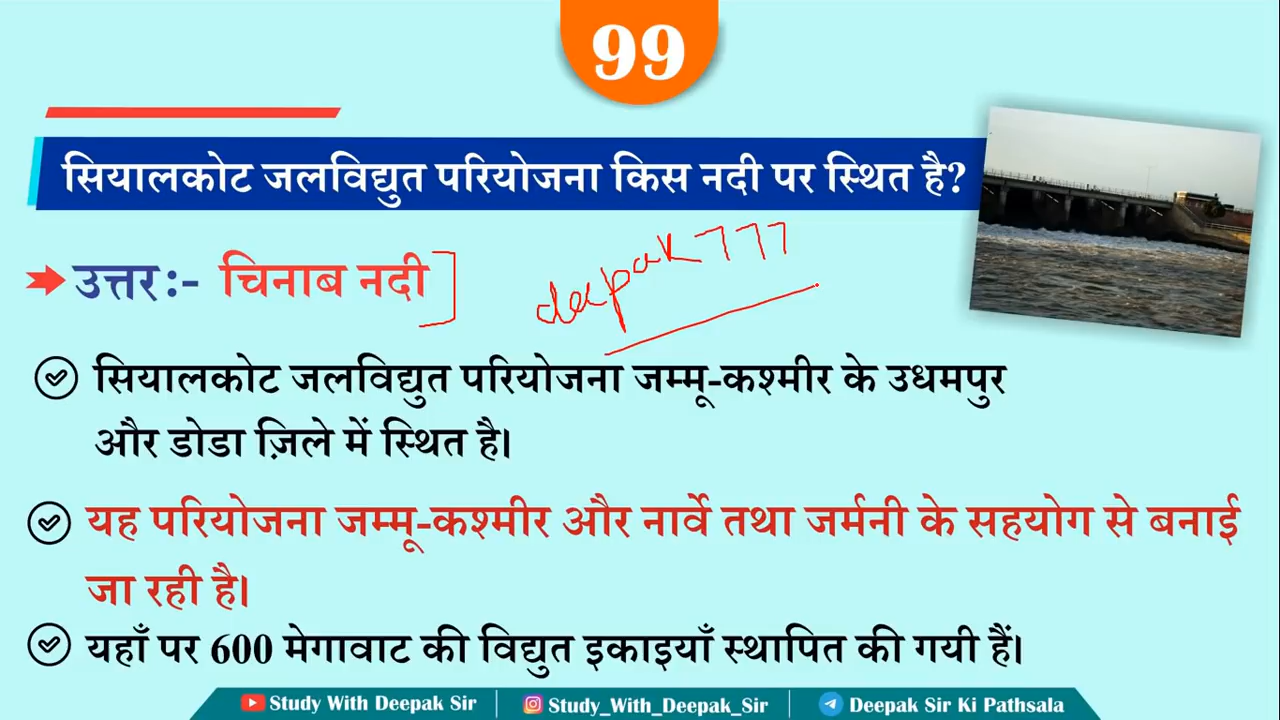 99
सियालकोट जलविद्युत परियोजना किस नदी पर स्थित है?
उत्तर:- चिनाब नदी
deepak 777
सियालकोट जलविद्युत परियोजना जम्मू-कश्मीर के उधमपुर
और डोडा ज़िले में स्थित है।
यह परियोजना जम्मू-कश्मीर और नार्वे तथा जर्मनी के सहयोग से बनाई
जा रही है।
यहाँ पर 600 मेगावाट की विद्युत इकाइयाँ स्थापित की गयी हैं।
Study With Deepak Sir
Study_With_Deepak_Sir
Deepak Sir Ki Pathsala